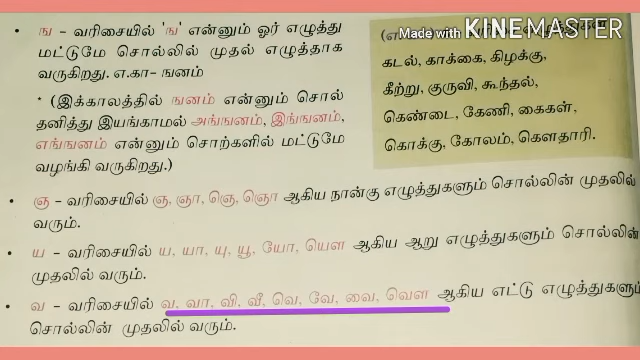 Made with KINEMASTER
• ங – வரிசையில் 'ங' என்னும் ஓர் எழுத்து
மட்டுமே சொல்லில் முதல் எழுத்தாக
வருகிறது. எ.கா– ஙனம்
* (இக்காலத்தில் ஙனம் என்னும் சொல்
தனித்து இயங்காமல் அங்ஙனம், இங்ஙனம்,
எங்ஙனம் என்னும் சொற்களில் மட்டுமே
வழங்கி வருகிறது.)
கடல், காக்கை, கிழக்கு,
கீற்று, குருவி, கூந்தல்,
கெண்டை, கேணி, கைகள்,
கொக்கு, கோலம், கௌதாரி.
• ஞ – வரிசையில் ஞ, ஞா, ஞெ, ஞொ ஆகிய நான்கு எழுத்துகளும் சொல்லின் முதலில்
வரும்.
• ய – வரிசையில் ய, யா, யு, யூ, யோ, யௌ ஆகிய ஆறு எழுத்துகளும் சொல்லின்
முதலில் வரும்.
• வ – வரிசையில் வ, வா, வி, வீ, வெ, வே, வை, வௌ ஆகிய எட்டு எழுத்துகளும்
சொல்லின் முதலில் வரும்.